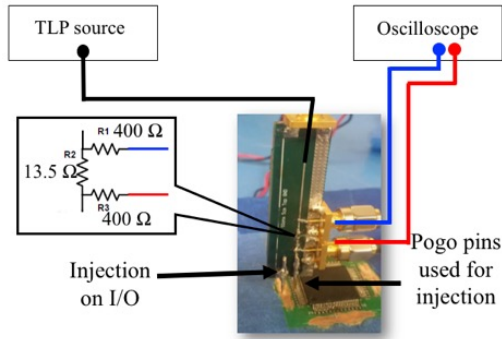 TLP source
Oscilloscope
R1 400 Ω
R2
13.5 Ω
R3
400 Ω
Injection
on I/O
Pogo pins
used for
injection